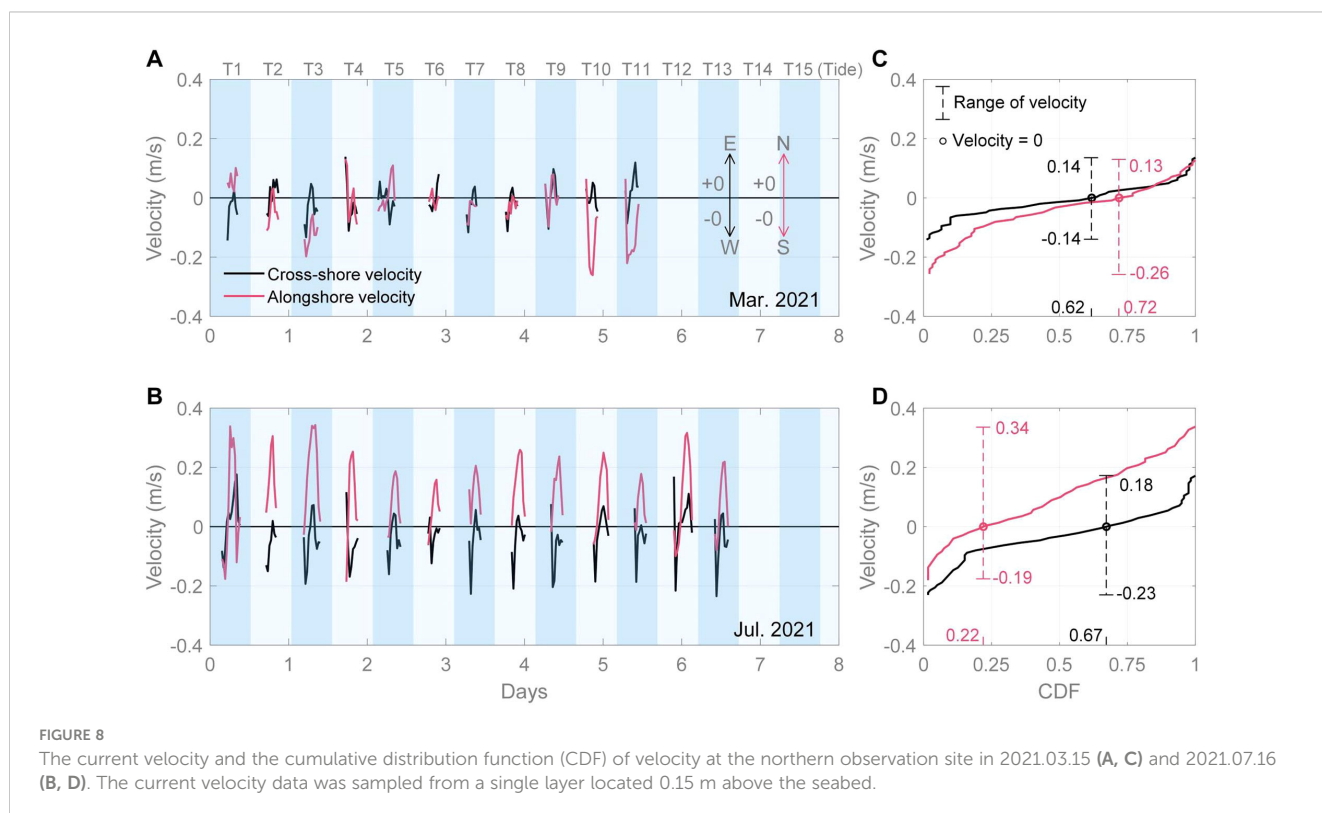 A
T1 T2 T3 T4 T5 T6 T7 T8 T9 T10 T11 T12 T13 T14 T15 (Tide)
0.4
0.2
0
-0.2
-0.4
Velocity (m/s)
E N
+0 +0
-0 -0
W S
Cross-shore velocity
Alongshore velocity
Mar. 2021
0 1 2 3 4 5 6 7 8
C
0.4
0.2
0
-0.2
-0.4
Velocity (m/s)
Range of velocity
Velocity = 0
0.14 0.13
-0.14
-0.26
0.62 0.72
0 0.25 0.5 0.75 1
B
0.4
0.2
0
-0.2
-0.4
Velocity (m/s)
Jul. 2021
0 1 2 3 4 5 6 7 8
Days
D
0.4
0.2
0
-0.2
-0.4
Velocity (m/s)
0.34
0.18
-0.19
-0.23
0.22 0.67
0 0.25 0.5 0.75 1
CDF
FIGURE 8
The current velocity and the cumulative distribution function (CDF) of velocity at the northern observation site in 2021.03.15 (A, C) and 2021.07.16
(B, D). The current velocity data was sampled from a single layer located 0.15 m above the seabed.